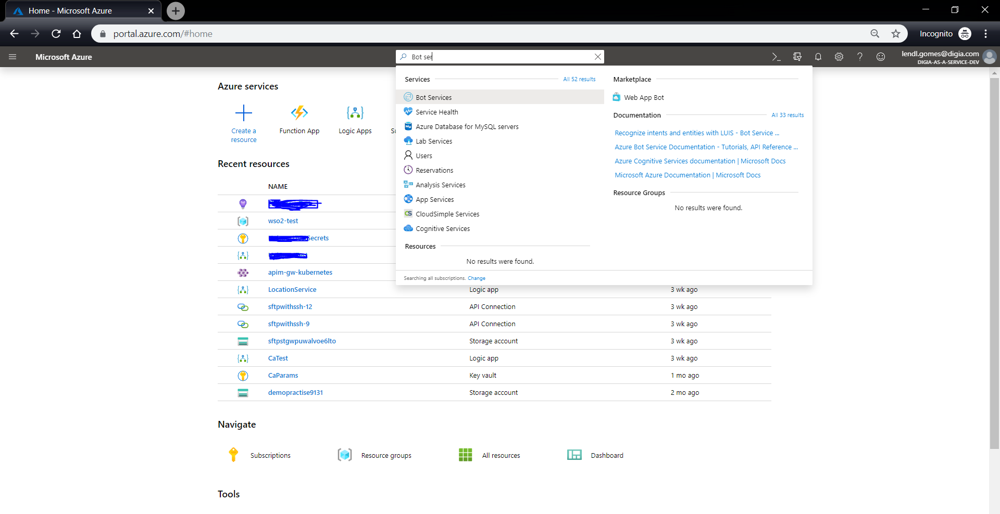 Home - Microsoft Azure
portal.azure.com/#home
Incognito
Microsoft Azure
Bot ser
lendl.gomes@digia.com
DIGIA-AS-A-SERVICE-DEV
Services
All 52 results
Bot Services
Service Health
Azure Database for MySQL servers
Lab Services
Users
Reservations
Analysis Services
App Services
CloudSimple Services
Cognitive Services
Resources
No results were found.
Searching all subscriptions. Change
Marketplace
Web App Bot
Documentation
All 33 results
Recognize intents and entities with LUIS - Bot Service ...
Azure Bot Service Documentation - Tutorials, API Reference ...
Azure Cognitive Services documentation | Microsoft Docs
Microsoft Azure Documentation | Microsoft Docs
Resource Groups
No results were found.
Azure services
Create a
resource
Function App
Logic Apps
Recent resources
NAME
wso2-test
Secrets
apim-gw-kubernetes
LocationService Logic app 3 wk ago
sftpwithssh-12 API Connection 3 wk ago
sftpwithssh-9 API Connection 3 wk ago
sftpstgwpuwalvoe6lto Storage account 3 wk ago
CaTest Logic app 3 wk ago
CaParams Key vault 1 mo ago
demopractise9131 Storage account 2 mo ago
Navigate
Subscriptions
Resource groups
All resources
Dashboard
Tools